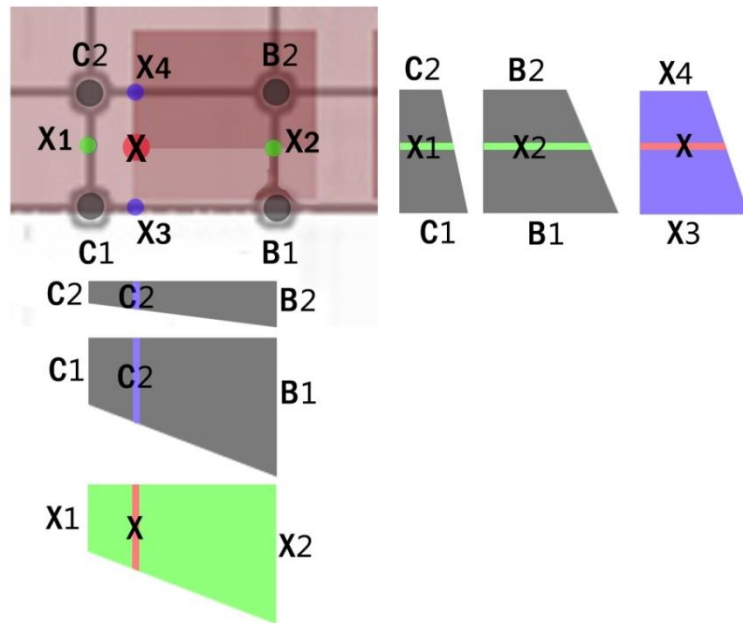 C2 X4 B2
X1 X X2
C1 X3 B1
C2 B2 X4
X1 X2 X
C1 B1 X3
C2 C2 B2
C1 C2 B1
X1 X X2